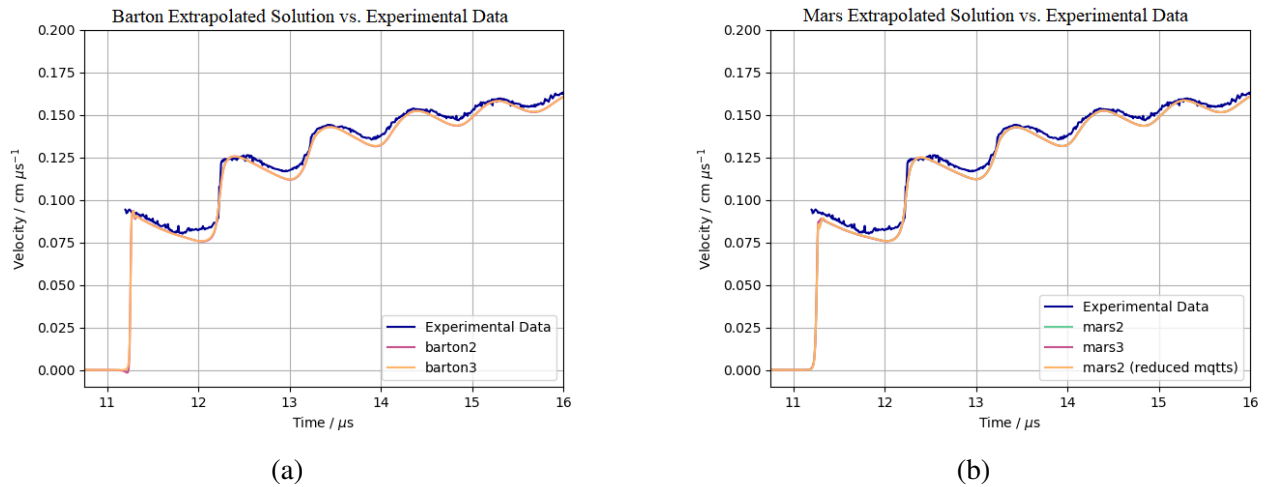 Barton Extrapolated Solution vs. Experimental Data
0.200
0.175
0.150
0.125
0.100
0.075
0.050
0.025
0.000
Velocity / cm μs⁻¹
Experimental Data
barton2
barton3
11 12 13 14 15 16
Time / μs
(a)
Mars Extrapolated Solution vs. Experimental Data
0.200
0.175
0.150
0.125
0.100
0.075
0.050
0.025
0.000
Velocity / cm μs⁻¹
Experimental Data
mars2
mars3
mars2 (reduced mqtts)
11 12 13 14 15 16
Time / μs
(b)